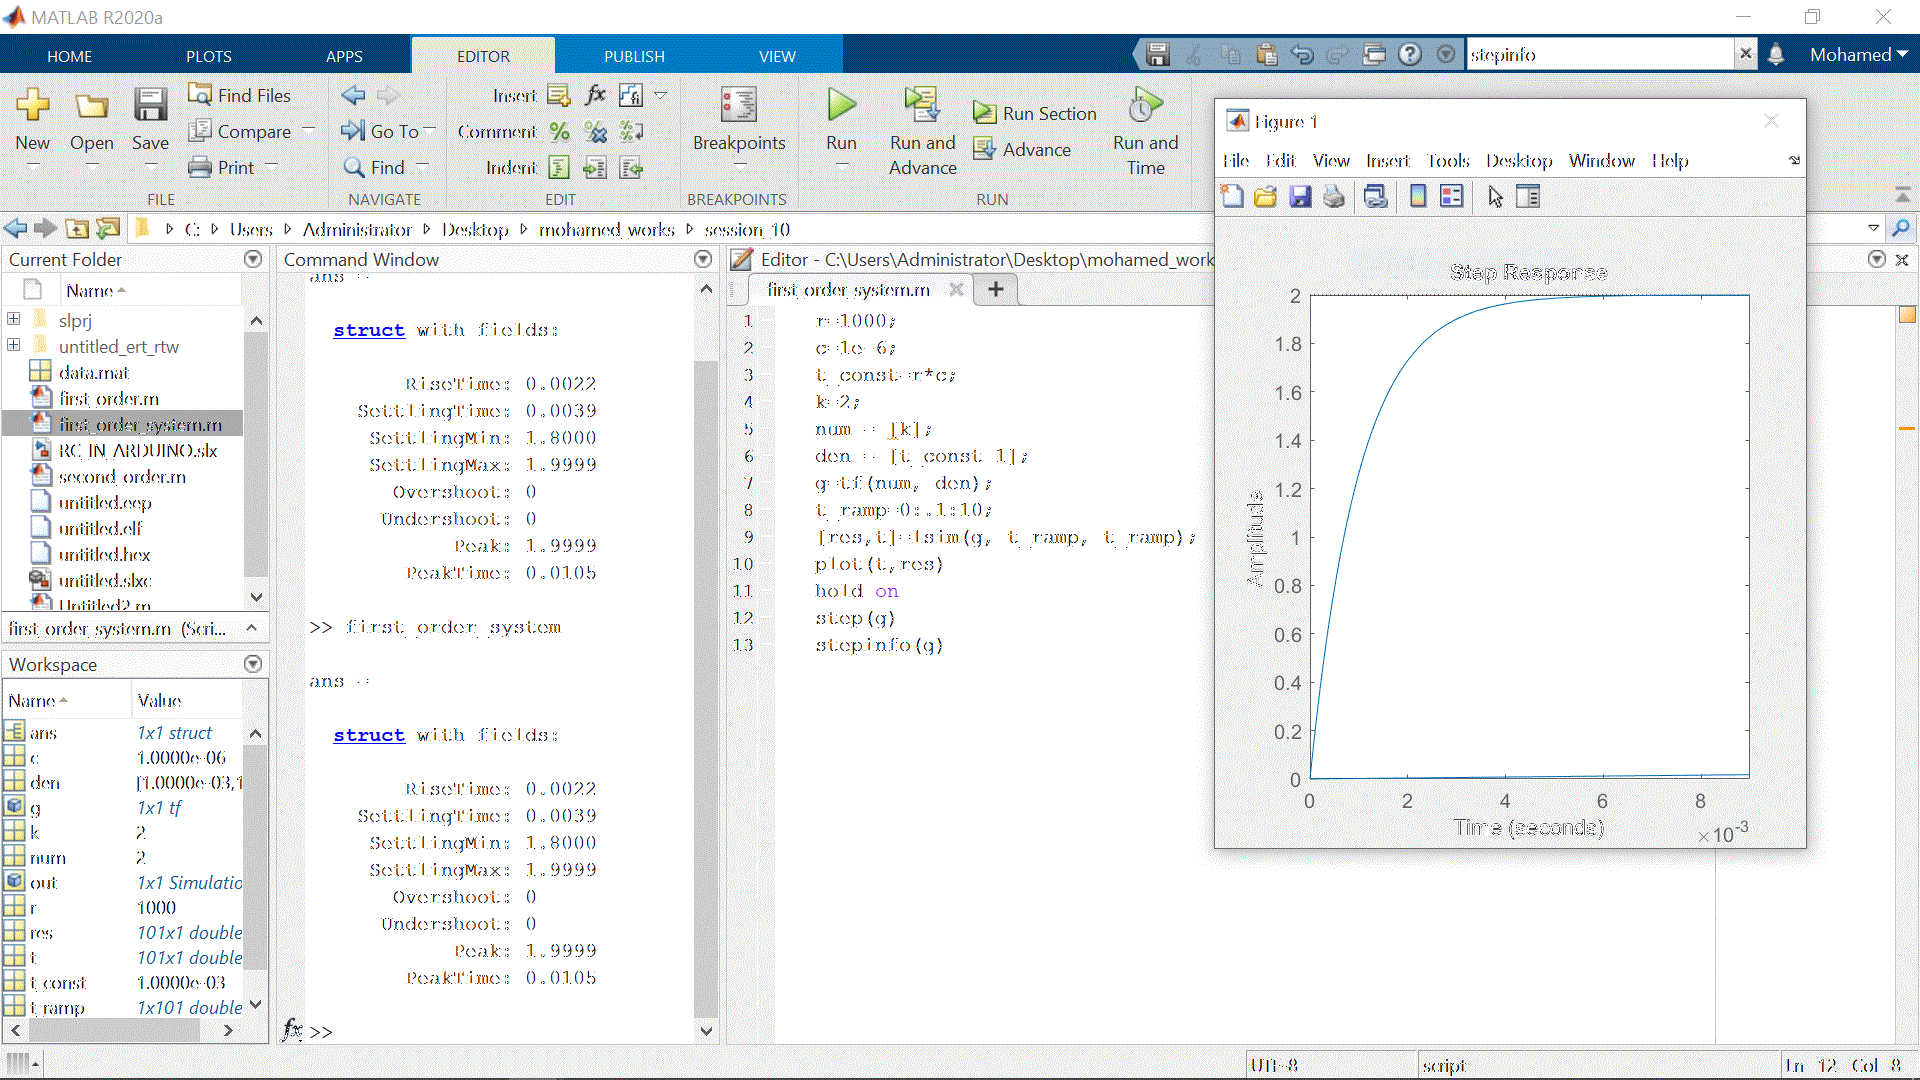 MATLAB R2020a
HOME PLOTS APPS EDITOR PUBLISH VIEW
stepinfo
Mohamed
New Open Save
Find Files
Compare
Print
FILE
Go To
Find
NAVIGATE
Insert
Comment
Indent
EDIT
Breakpoints
BREAKPOINTS
Run
Run and Advance
Run Section
Advance
Run and Time
RUN
C: Users Administrator Desktop mohamed_works session_10
Current Folder
Name
slprj
untitled_ert_rtw
data.mat
first_order.m
first_order_system.m
RC_IN_ARDUINO.slx
second_order.m
untitled.eep
untitled.elf
untitled.hex
untitled.slxc
Untitled2.m
first_order_system.m (Scri...
Workspace
Name Value
ans 1x1 struct
c 1.0000e-06
den [1.0000e-03,1
g 1x1 tf
k 2
num 2
out 1x1 Simulatio
r 1000
res 101x1 double
t 101x1 double
t_const 1.0000e-03
t_ramp 1x101 double
Command Window
ans =
struct with fields:
RiseTime: 0.0022
SettlingTime: 0.0039
SettlingMin: 1.8000
SettlingMax: 1.9999
Overshoot: 0
Undershoot: 0
Peak: 1.9999
PeakTime: 0.0105
>> first_order_system
ans =
struct with fields:
RiseTime: 0.0022
SettlingTime: 0.0039
SettlingMin: 1.8000
SettlingMax: 1.9999
Overshoot: 0
Undershoot: 0
Peak: 1.9999
PeakTime: 0.0105
fx >>
Editor - C:\Users\Administrator\Desktop\mohamed_work
first_order_system.m
1 r=1000;
2 c=1e-6;
3 t_const=r*c;
4 k=2;
5 num = [k];
6 den = [t_const 1];
7 g=tf(num, den);
8 t_ramp=0:.1:10;
9 [res,t]=lsim(g, t_ramp, t_ramp);
10 plot(t,res)
11 hold on
12 step(g)
13 stepinfo(g)
Figure 1
File Edit View Insert Tools Desktop Window Help
Step Response
Amplitude
2
1.8
1.6
1.4
1.2
1
0.8
0.6
0.4
0.2
0
0 2 4 6 8
Time (seconds)
×10-3
UTF-8 script Ln 12 Col 8